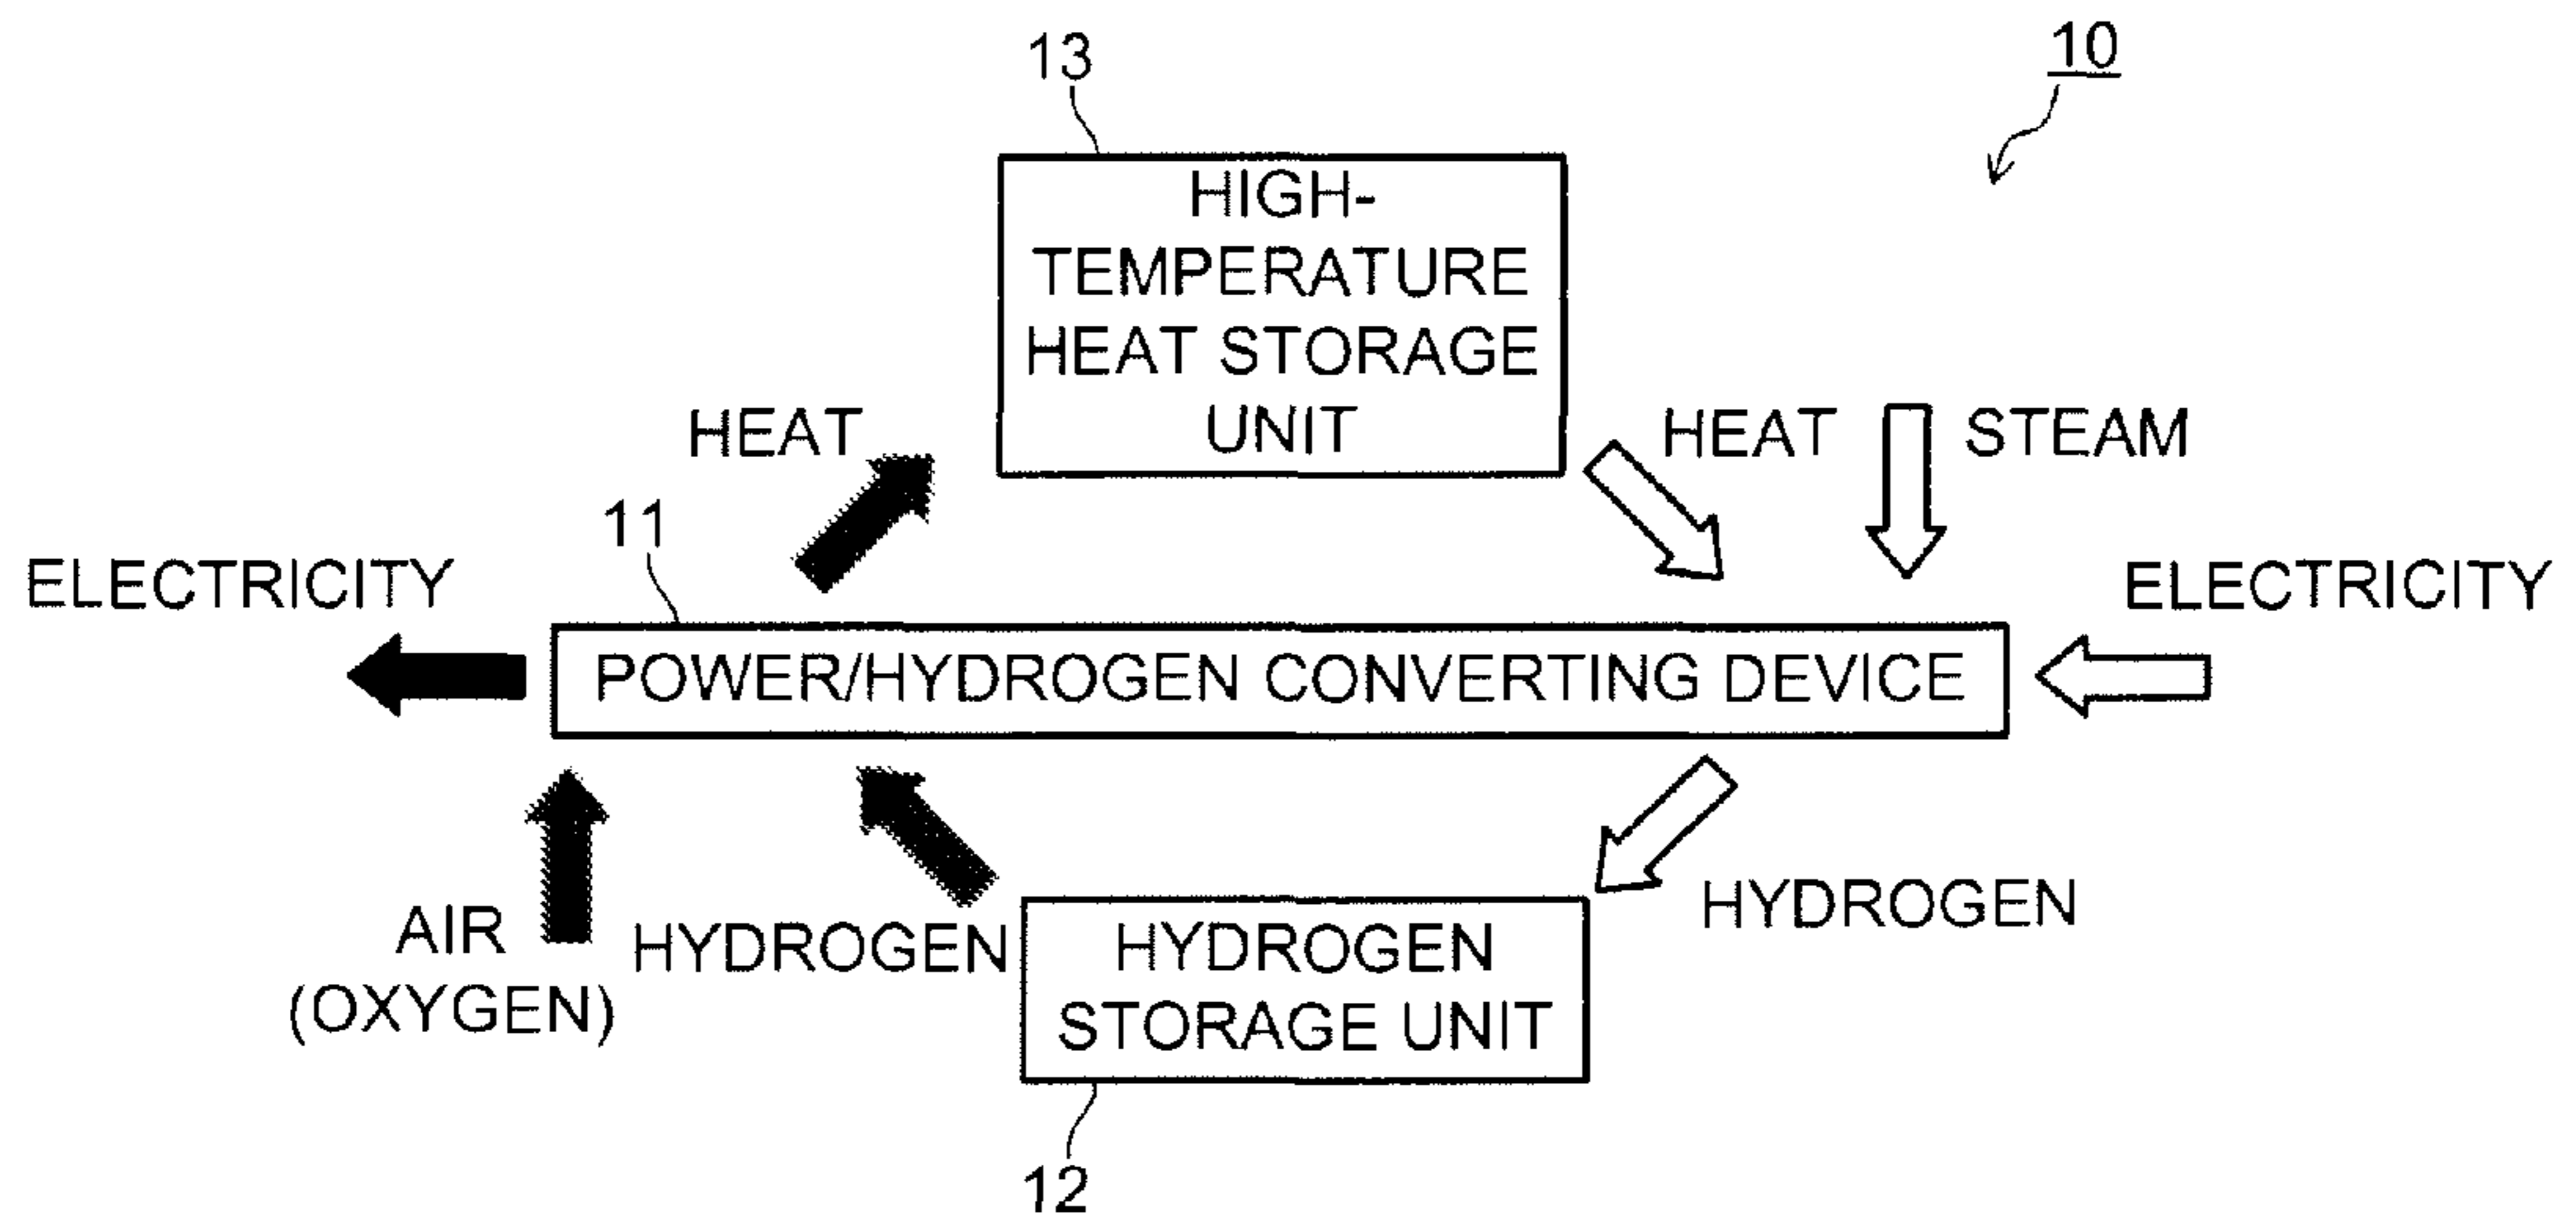 10
13
HIGH-
TEMPERATURE
HEAT STORAGE
UNIT
HEAT
HEAT
STEAM
11
ELECTRICITY
ELECTRICITY
POWER/HYDROGEN CONVERTING DEVICE
AIR
(OXYGEN)
HYDROGEN
HYDROGEN
STORAGE UNIT
HYDROGEN
12